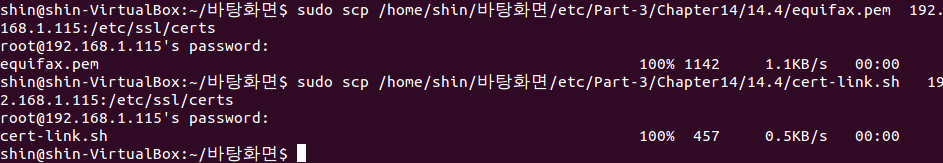 shin@shin-VirtualBox:~/바탕화면$ sudo scp /home/shin/바탕화면/etc/Part-3/Chapter14/14.4/equifax.pem  192.
168.1.115:/etc/ssl/certs
root@192.168.1.115's password:
equifax.pem                                   100% 1142     1.1KB/s   00:00
shin@shin-VirtualBox:~/바탕화면$ sudo scp /home/shin/바탕화면/etc/Part-3/Chapter14/14.4/cert-link.sh   19
2.168.1.115:/etc/ssl/certs
root@192.168.1.115's password:
cert-link.sh                                  100%  457     0.5KB/s   00:00
shin@shin-VirtualBox:~/바탕화면$